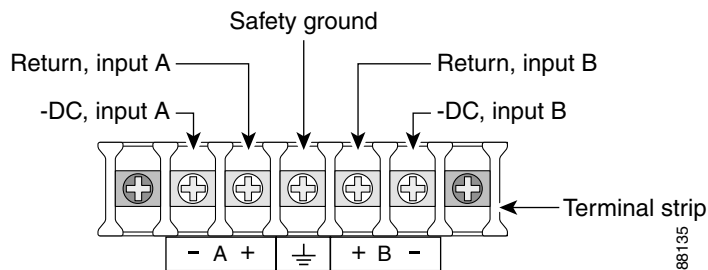 Safety ground
Return, input A
Return, input B
-DC, input A
-DC, input B
Terminal strip
- A +
+ B -
88135